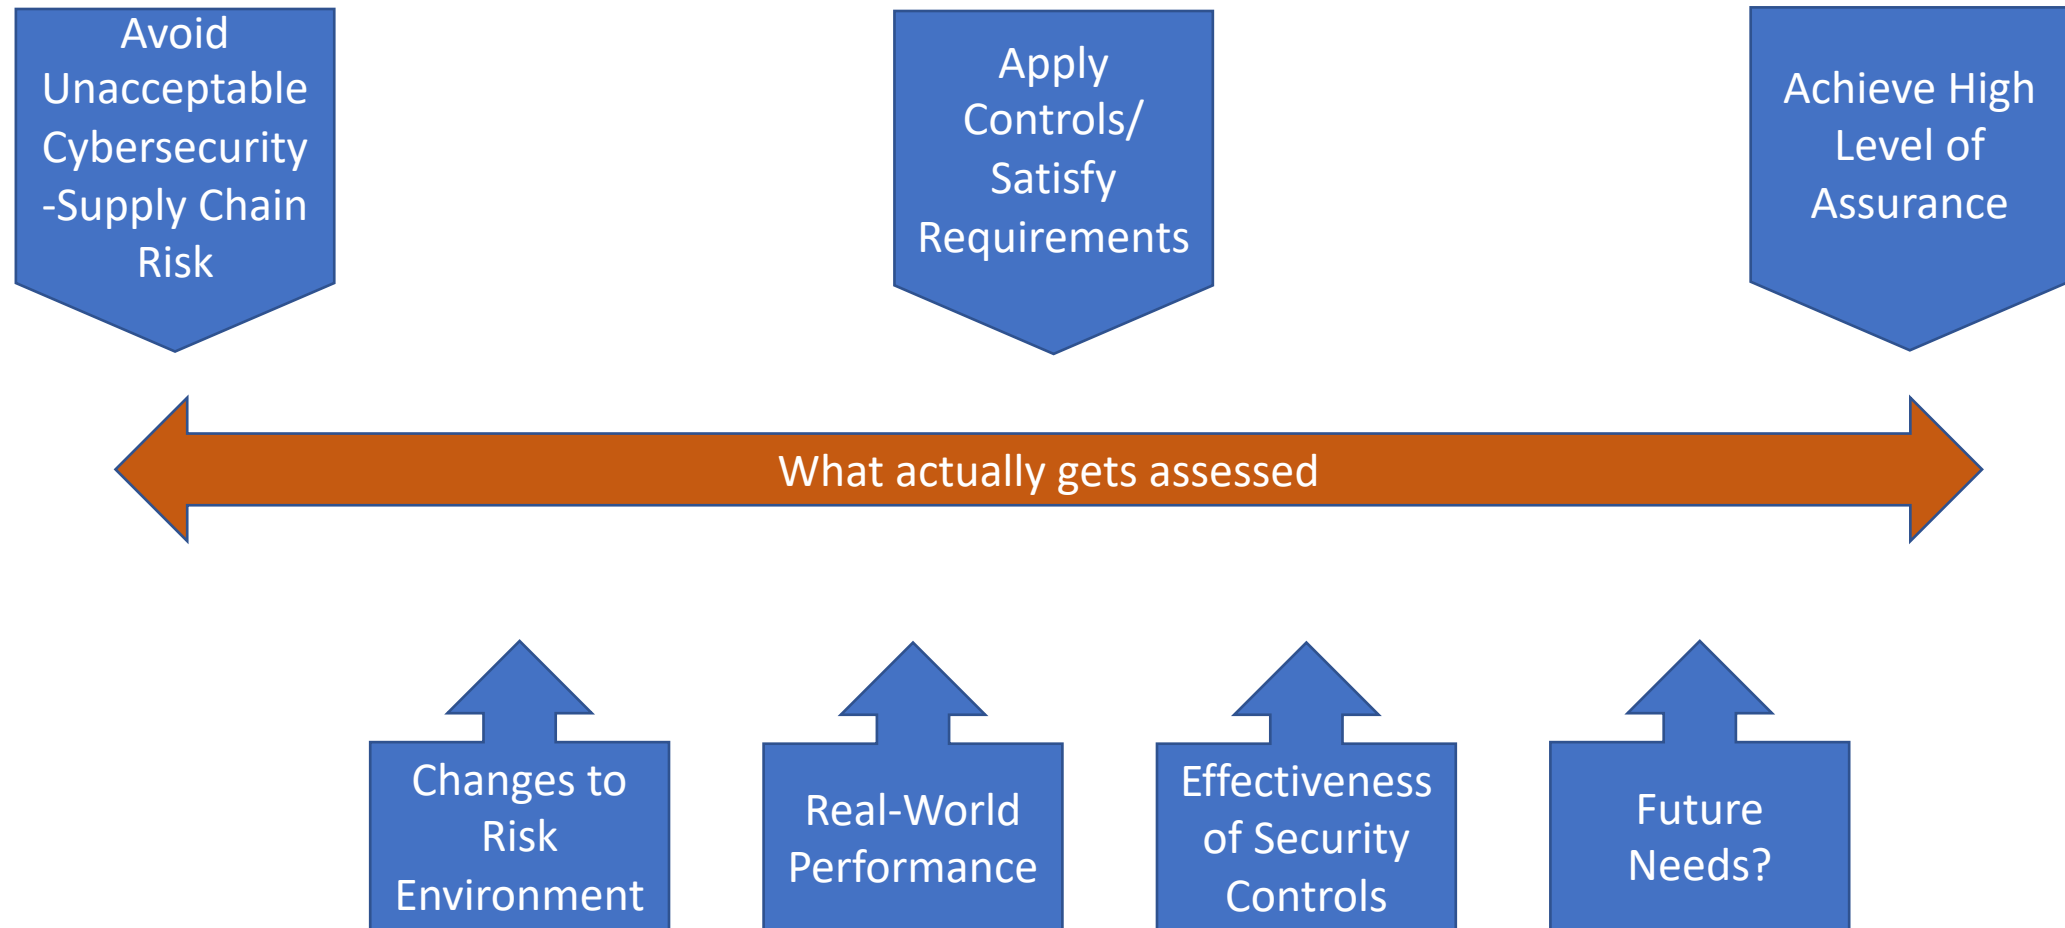 Avoid
Unacceptable
Cybersecurity
-Supply Chain
Risk
Apply
Controls/
Satisfy
Requirements
Achieve High
Level of
Assurance
What actually gets assessed
Changes to
Risk
Environment
Real-World
Performance
Effectiveness
of Security
Controls
Future
Needs?